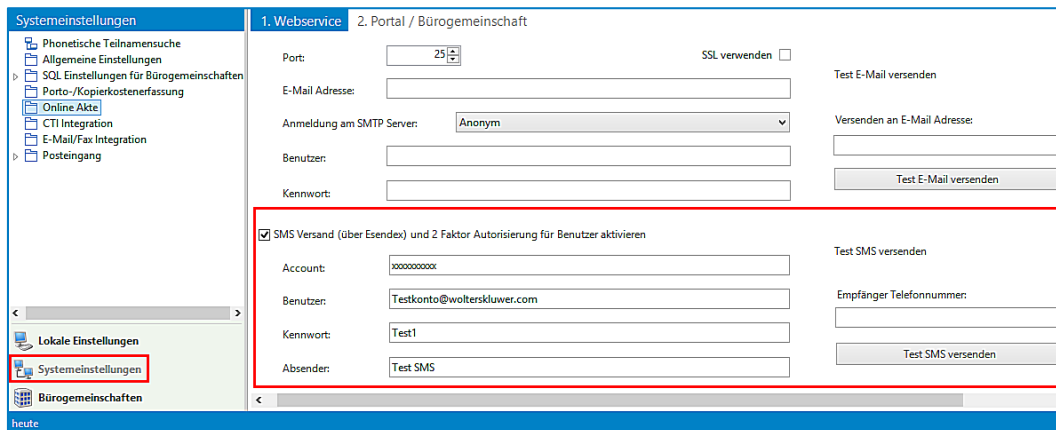 Systemeinstellungen
Phonetische Teilnamensuche
Allgemeine Einstellungen
SQL Einstellungen für Bürogemeinschaften
Porto-/Kopierkostenerfassung
Online Akte
CTI Integration
E-Mail/Fax Integration
Posteingang
Lokale Einstellungen
Systemeinstellungen
Bürogemeinschaften
heute
1. Webservice 2. Portal / Bürogemeinschaft
Port: 25 SSL verwenden
E-Mail Adresse:
Anmeldung am SMTP Server: Anonym
Benutzer:
Kennwort:
Test E-Mail versenden
Versenden an E-Mail Adresse:
Test E-Mail versenden
SMS Versand (über Esendex) und 2 Faktor Autorisierung für Benutzer aktivieren
Account: xxxxxxxxxx
Benutzer: Testkonto@wolterskluwer.com
Kennwort: Test1
Absender: Test SMS
Test SMS versenden
Empfänger Telefonnummer:
Test SMS versenden